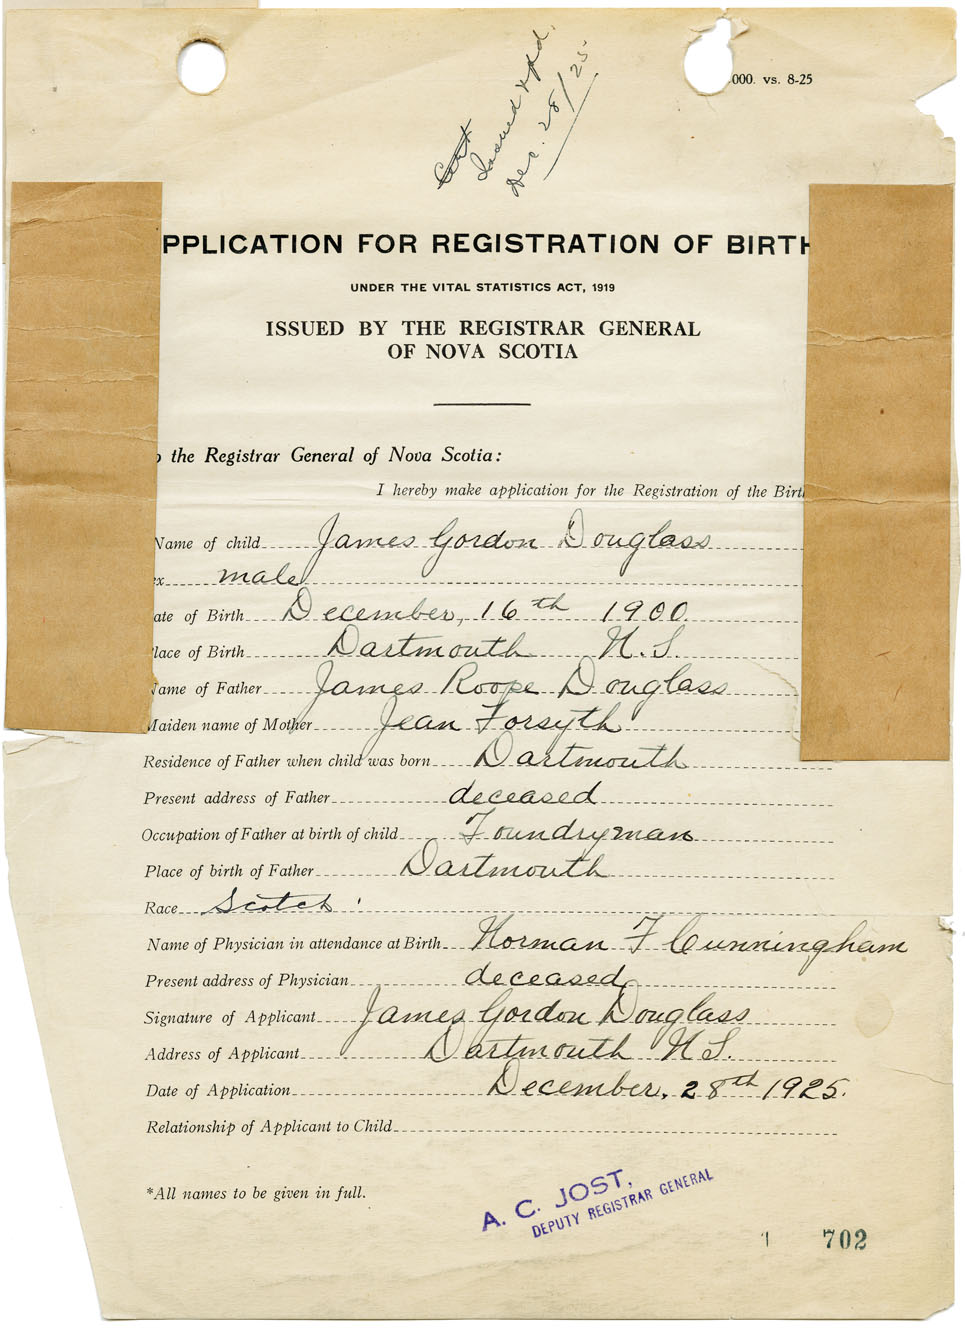 000. vs. 8-25
Cert
Issued & pd.
Dec. 28/25
PPLICATION FOR REGISTRATION OF BIRTH
UNDER THE VITAL STATISTICS ACT, 1919
ISSUED BY THE REGISTRAR GENERAL
OF NOVA SCOTIA
o the Registrar General of Nova Scotia:
I hereby make application for the Registration of the Birth
Name of child James Gordon Douglass
ex male
ate of Birth December, 16th 1900
lace of Birth Dartmouth N.S.
Name of Father James Roope Douglass
Maiden name of Mother Jean Forsyth
Residence of Father when child was born Dartmouth
Present address of Father deceased
Occupation of Father at birth of child Foundryman
Place of birth of Father Dartmouth
Race Scotch
Name of Physician in attendance at Birth Norman F Cunningham
Present address of Physician deceased
Signature of Applicant James Gordon Douglass
Address of Applicant Dartmouth N.S.
Date of Application December, 28th 1925.
Relationship of Applicant to Child
*All names to be given in full.
A. C. JOST,
DEPUTY REGISTRAR GENERAL
1 702